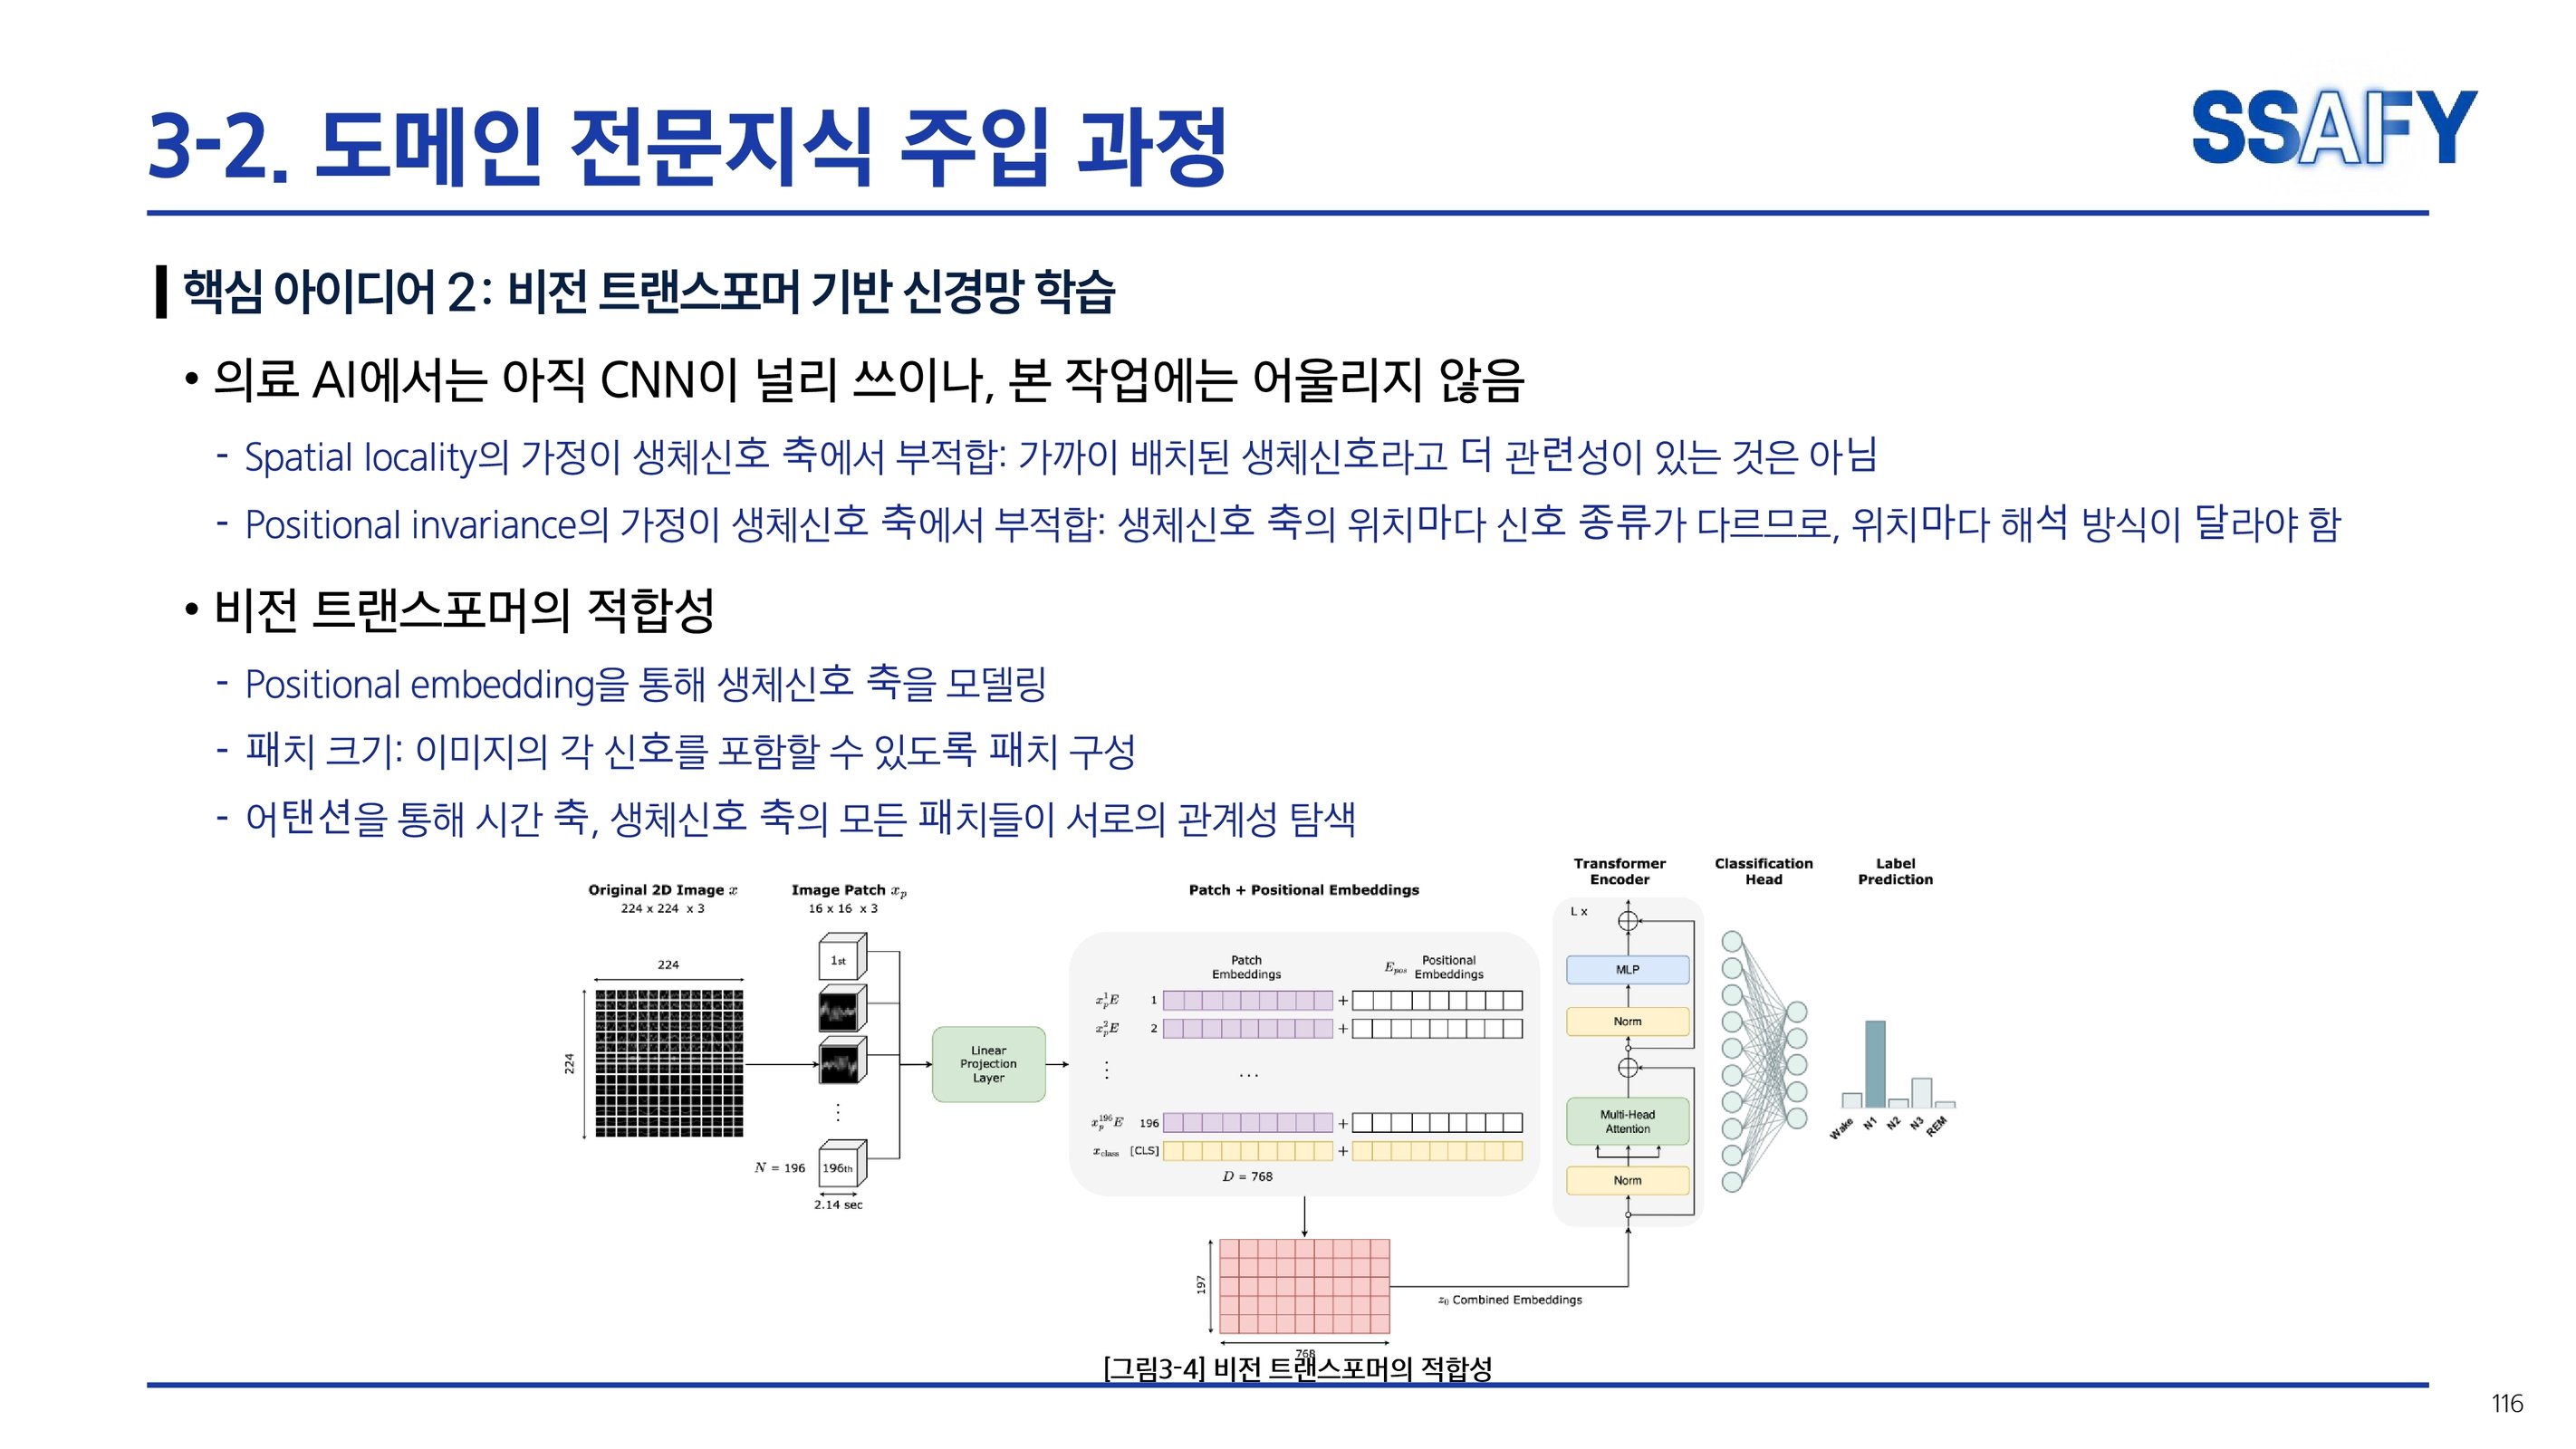 3-2. 도메인 전문지식 주입 과정
SSAFY
핵심 아이디어 2: 비전 트랜스포머 기반 신경망 학습
• 의료 AI에서는 아직 CNN이 널리 쓰이나, 본 작업에는 어울리지 않음
- Spatial locality의 가정이 생체신호 축에서 부적합: 가까이 배치된 생체신호라고 더 관련성이 있는 것은 아님
- Positional invariance의 가정이 생체신호 축에서 부적합: 생체신호 축의 위치마다 신호 종류가 다르므로, 위치마다 해석 방식이 달라야 함
• 비전 트랜스포머의 적합성
- Positional embedding을 통해 생체신호 축을 모델링
- 패치 크기: 이미지의 각 신호를 포함할 수 있도록 패치 구성
- 어탠션을 통해 시간 축, 생체신호 축의 모든 패치들이 서로의 관계성 탐색
Original 2D Image x
224 x 224 x 3
224
224
Image Patch x_p
16 x 16 x 3
1st
⋮
N = 196
196th
2.14 sec
Linear
Projection
Layer
Patch + Positional Embeddings
Patch
Embeddings
E_pos
Positional
Embeddings
x_p^1 E 1 +
x_p^2 E 2 +
⋮ ...
x_p^196 E 196 +
x_class [CLS] +
D = 768
197
768
z_0 Combined Embeddings
Transformer
Encoder
L x
MLP
Norm
Multi-Head
Attention
Norm
Classification
Head
Label
Prediction
Wake N1 N2 N3 REM
[그림3-4] 비전 트랜스포머의 적합성
116